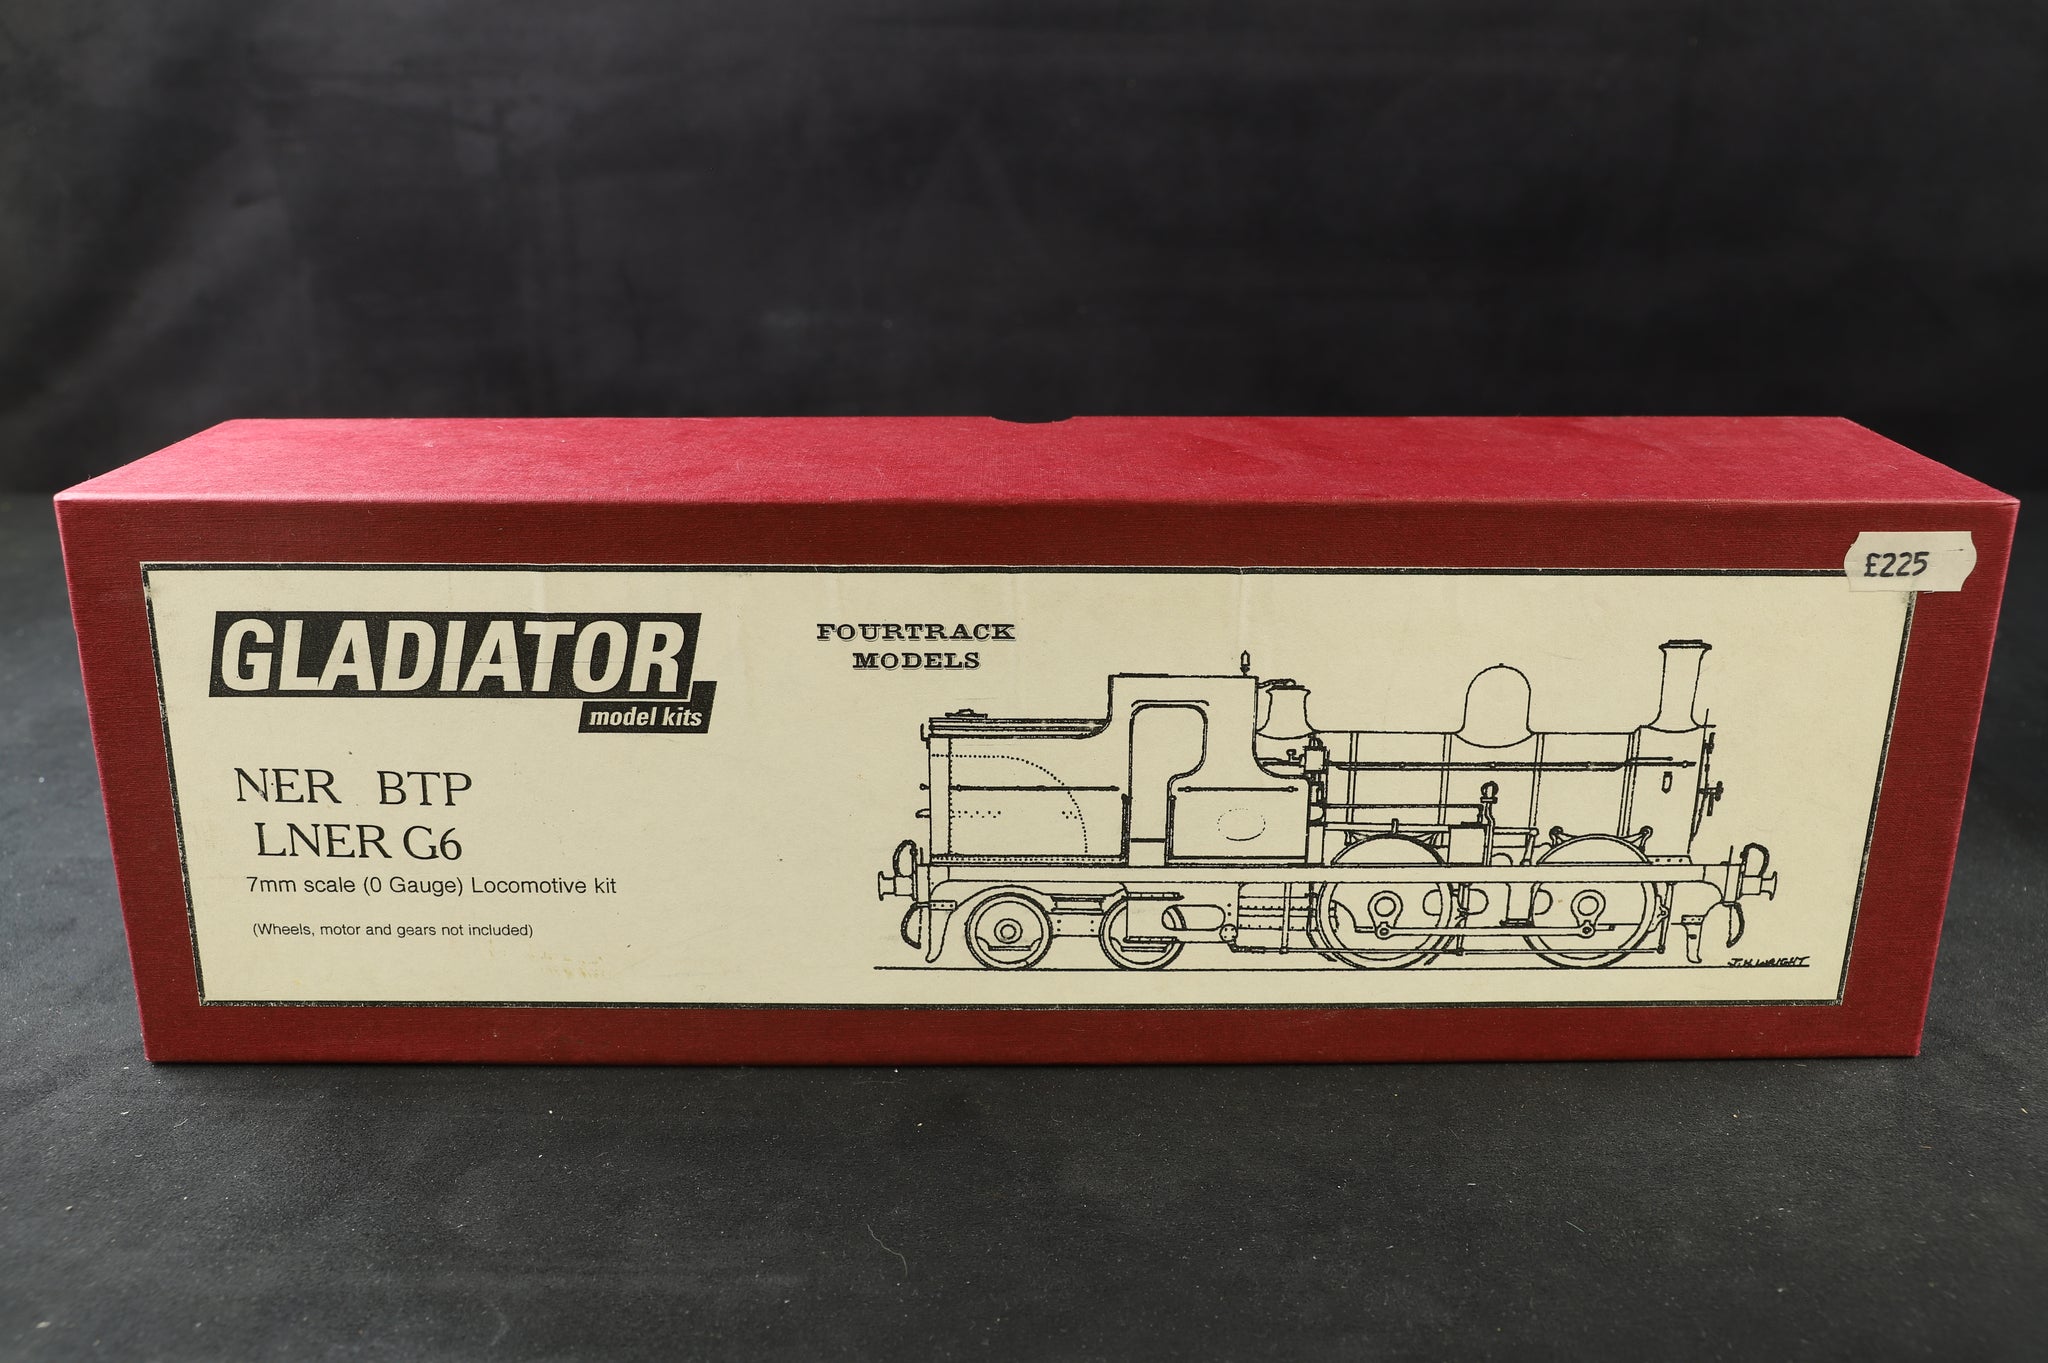 £225
GLADIATOR
model kits
FOURTRACK
MODELS
NER BTP
LNER G6
7mm scale (0 Gauge) Locomotive kit
(Wheels, motor and gears not included)
J.H. WRIGHT